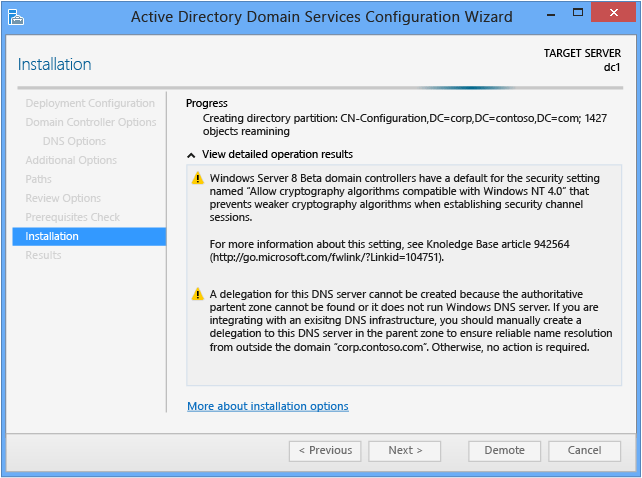 Active Directory Domain Services Configuration Wizard
Installation
TARGET SERVER
dc1
Deployment Configuration
Domain Controller Options
DNS Options
Additional Options
Paths
Review Options
Prerequisites Check
Installation
Results
Progress
Creating directory partition: CN-Configuration,DC=corp,DC=contoso,DC=com; 1427
objects reamining
View detailed operation results
Windows Server 8 Beta domain controllers have a default for the security setting
named "Allow cryptography algorithms compatible with Windows NT 4.0" that
prevents weaker cryptography algorithms when establishing security channel
sessions.
For more information about this setting, see Knoledge Base article 942564
(http://go.microsoft.com/fwlink/?Linkid=104751).
A delegation for this DNS server cannot be created because the authoritative
partent zone cannot be found or it does not run Windows DNS server. If you are
integrating with an exisitng DNS infrastructure, you should manually create a
delegation to this DNS server in the parent zone to ensure reliable name resolution
from outside the domain "corp.contoso.com". Otherwise, no action is required.
More about installation options
< Previous
Next >
Demote
Cancel